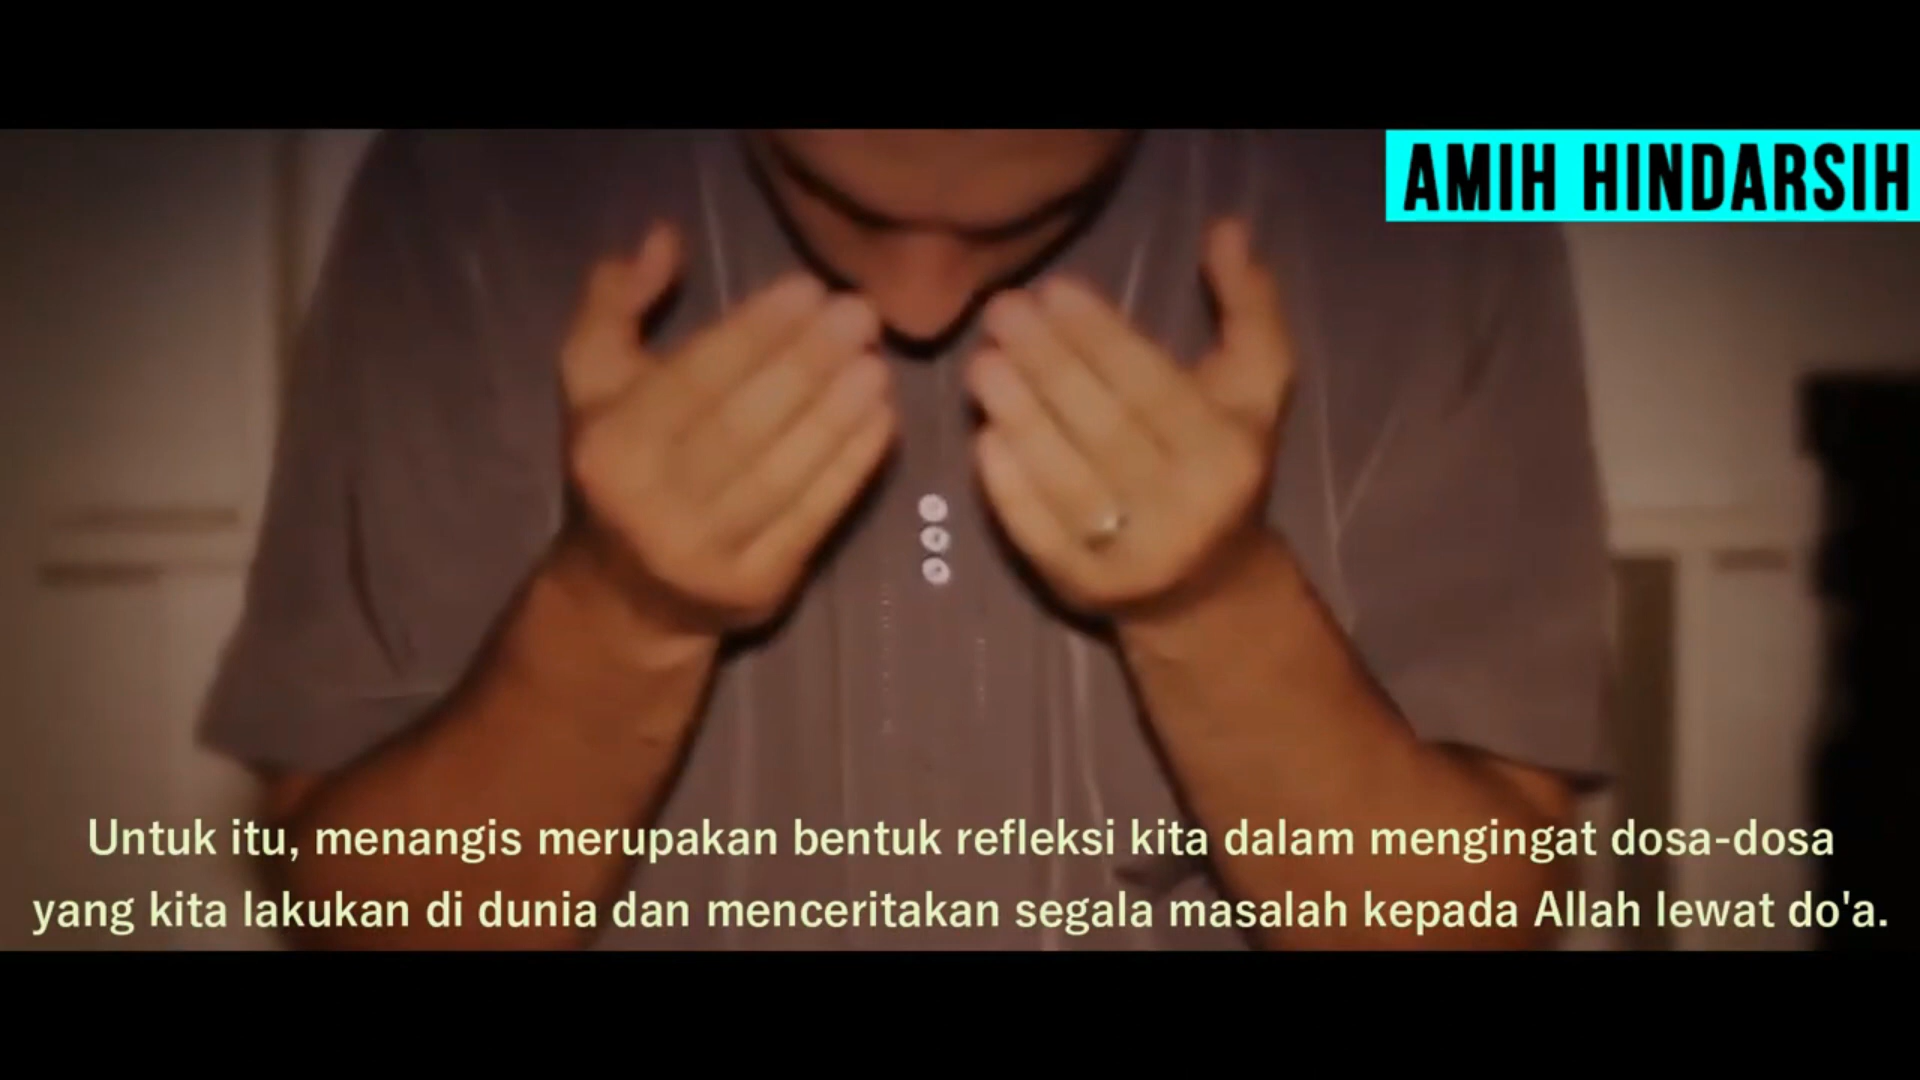 AMIH HINDARSIH
Untuk itu, menangis merupakan bentuk refleksi kita dalam mengingat dosa-dosa
yang kita lakukan di dunia dan menceritakan segala masalah kepada Allah lewat do'a.